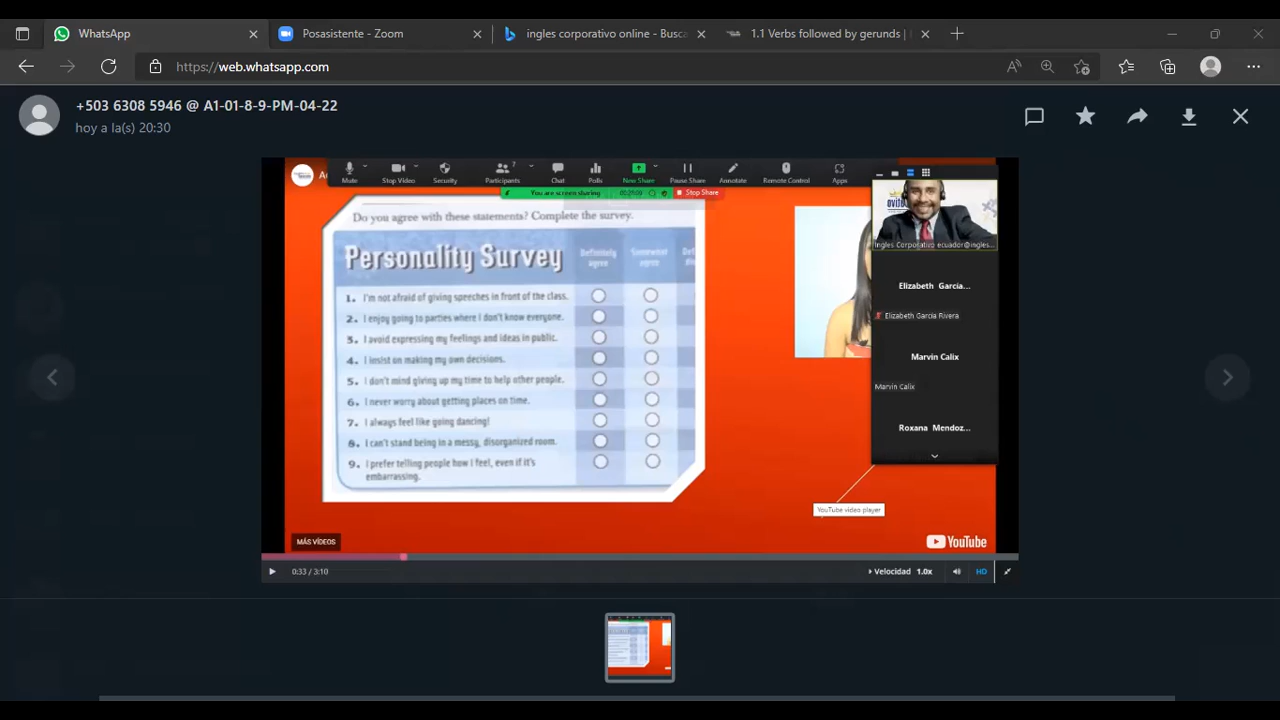 WhatsApp
Posasistente - Zoom
ingles corporativo online - Busca
1.1 Verbs followed by gerunds |
https://web.whatsapp.com
+503 6308 5946 @ A1-01-8-9-PM-04-22
hoy a la(s) 20:30
Mute
Stop Video
Security
Participants
7
Chat
Polls
New Share
Pause Share
Annotate
Remote Control
Apps
You are screen sharing
Stop Share
Do you agree with these statements? Complete the survey.
Personality Survey
Definitely agree
Somewhat agree
1. I'm not afraid of giving speeches in front of the class.
2. I enjoy going to parties where I don't know everyone.
3. I avoid expressing my feelings and ideas in public.
4. I insist on making my own decisions.
5. I don't mind giving up my time to help other people.
6. I never worry about getting places on time.
7. I always feel like going dancing!
8. I can't stand being in a messy, disorganized room.
9. I prefer telling people how I feel, even if it's
embarrassing.
Ingles Corporativo ecuador@ingles...
Elizabeth García...
Elizabeth García Rivera
Marvin Calix
Marvin Calix
Roxana Mendoz...
YouTube video player
MÁS VÍDEOS
YouTube
0:33 / 3:10
Velocidad 1.0x
HD